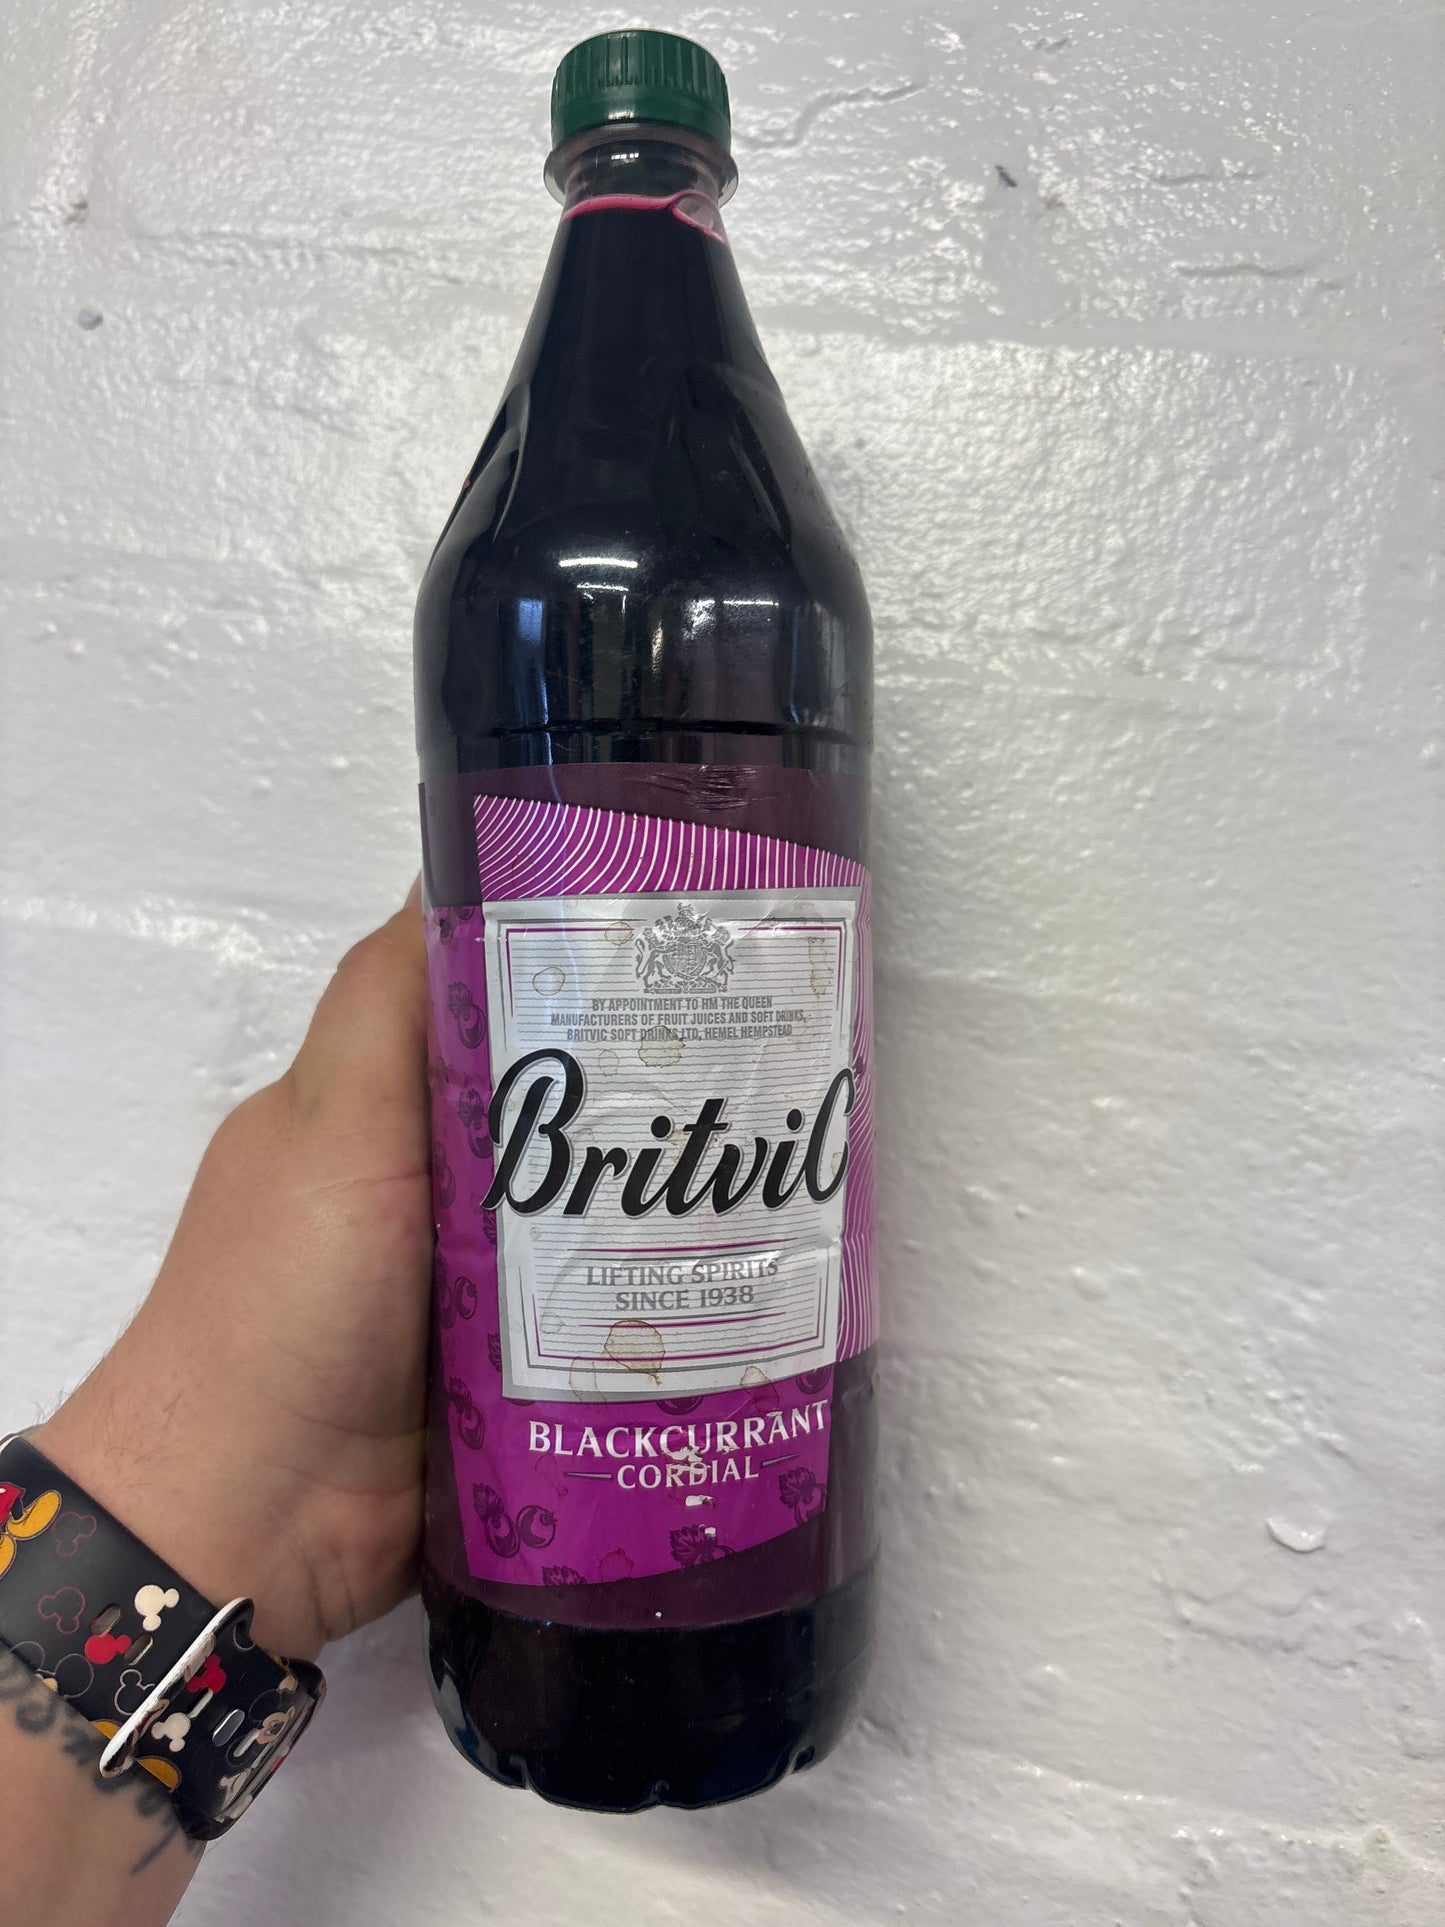 BY APPOINTMENT TO HM THE QUEEN
MANUFACTURERS OF FRUIT JUICES AND SOFT DRINKS,
BRITVIC SOFT DRINKS LTD, HEMEL HEMPSTEAD
Britvic
LIFTING SPIRITS
SINCE 1938
BLACKCURRANT
CORDIAL